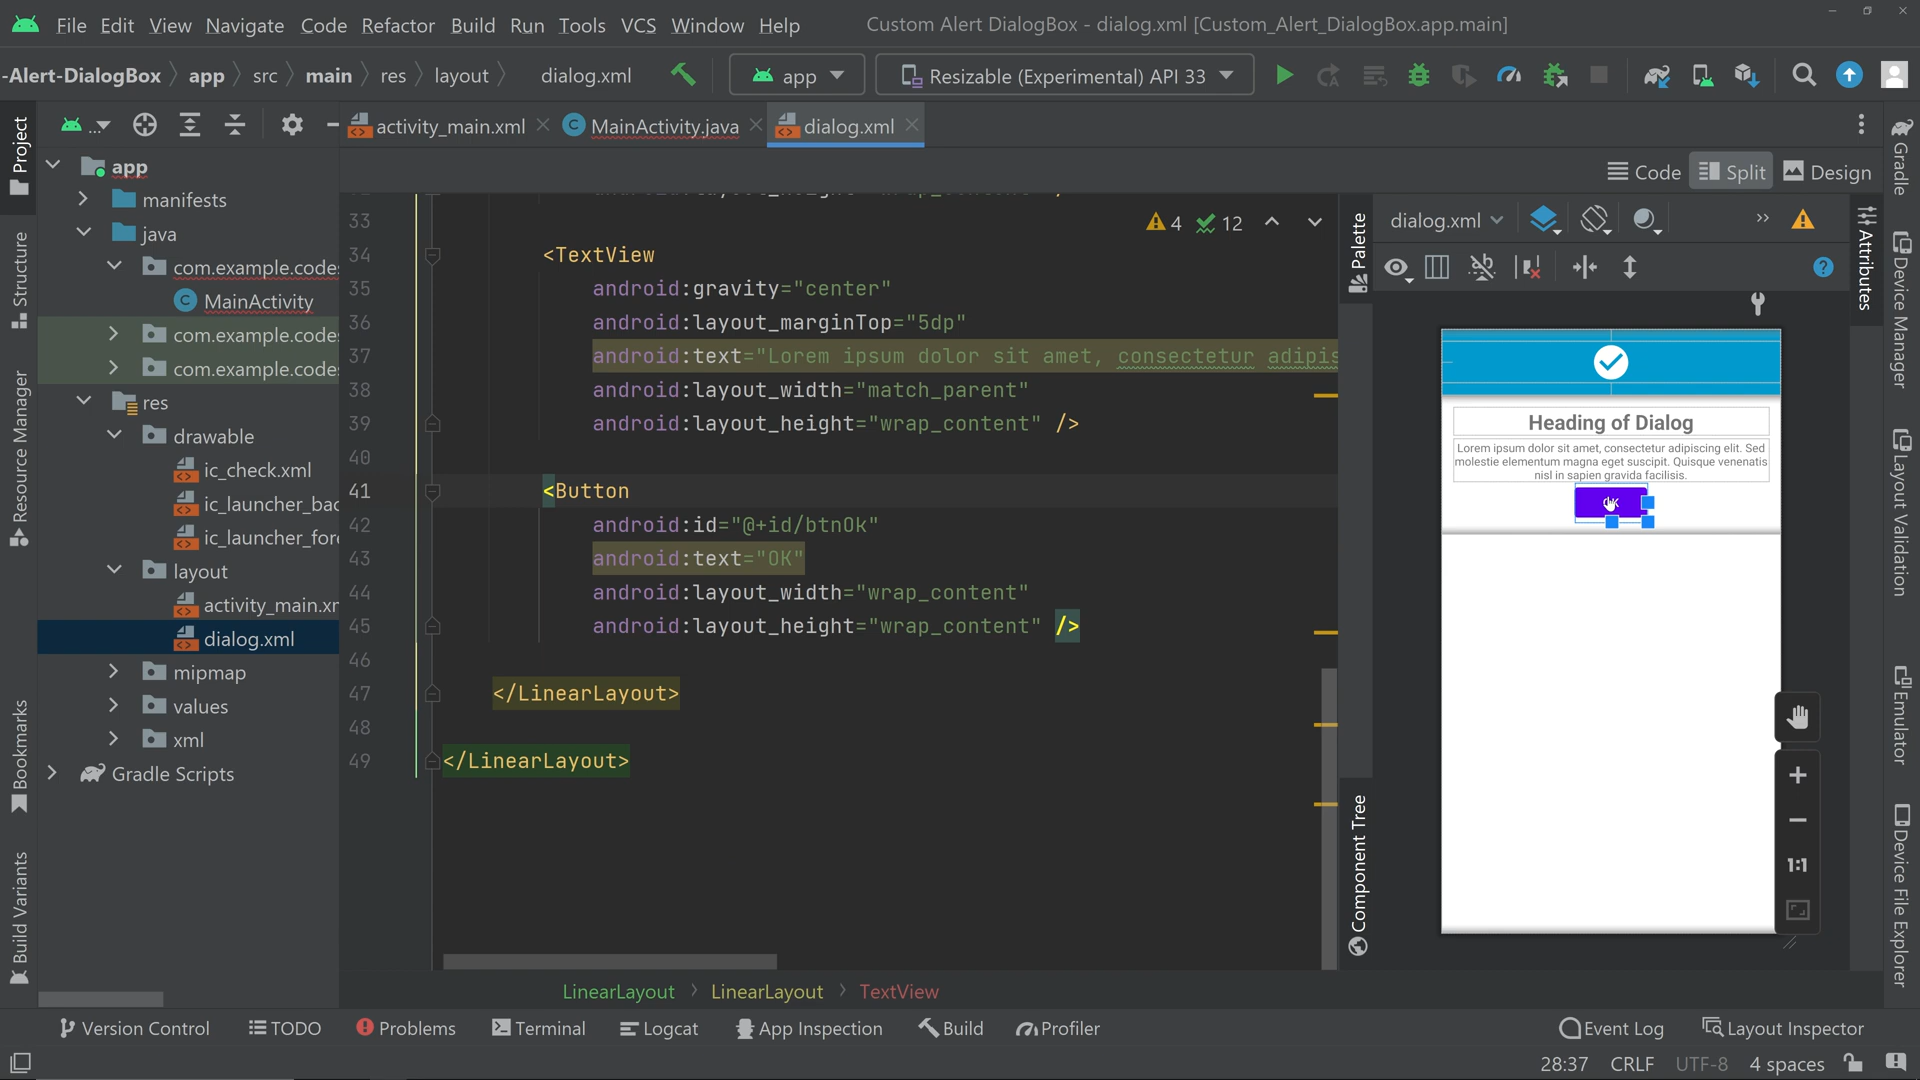 File Edit View Navigate Code Refactor Build Run Tools VCS Window Help
Custom Alert DialogBox - dialog.xml [Custom_Alert_DialogBox.app.main]
-Alert-DialogBox app src main res layout dialog.xml
app
Resizable (Experimental) API 33
activity_main.xml
MainActivity.java
dialog.xml
Code Split Design
Project
Structure
Resource Manager
Bookmarks
Build Variants
app
manifests
java
com.example.code
MainActivity
com.example.code
com.example.code
res
drawable
ic_check.xml
ic_launcher_bac
ic_launcher_for
layout
activity_main.x
dialog.xml
mipmap
values
xml
Gradle Scripts
4 12
33
34 <TextView
35 android:gravity="center"
36 android:layout_marginTop="5dp"
37 android:text="Lorem ipsum dolor sit amet, consectetur adipis
38 android:layout_width="match_parent"
39 android:layout_height="wrap_content" />
40
41 <Button
42 android:id="@+id/btnOk"
43 android:text="OK"
44 android:layout_width="wrap_content"
45 android:layout_height="wrap_content" />
46
47 </LinearLayout>
48
49 </LinearLayout>
LinearLayout LinearLayout TextView
Palette
Component Tree
dialog.xml
Heading of Dialog
Lorem ipsum dolor sit amet, consectetur adipiscing elit. Sed
molestie elementum magna eget suscipit. Quisque venenatis
nisl in sapien gravida facilisis.
1:1
Attributes
Gradle
Device Manager
Layout Validation
Emulator
Device File Explorer
Version Control TODO Problems Terminal Logcat App Inspection Build Profiler
Event Log Layout Inspector
28:37 CRLF UTF-8 4 spaces